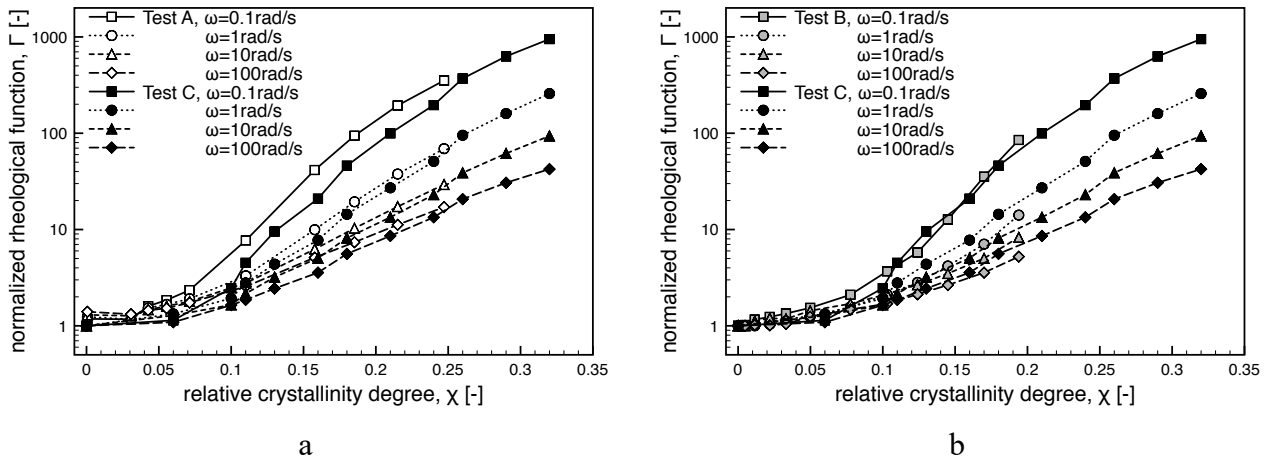 normalized rheological function, Γ [-]
1000
100
10
1
Test A, ω=0.1rad/s
ω=1rad/s
ω=10rad/s
ω=100rad/s
Test C, ω=0.1rad/s
ω=1rad/s
ω=10rad/s
ω=100rad/s
0 0.05 0.1 0.15 0.2 0.25 0.3 0.35
relative crystallinity degree, χ [-]
a
normalized rheological function, Γ [-]
1000
100
10
1
Test B, ω=0.1rad/s
ω=1rad/s
ω=10rad/s
ω=100rad/s
Test C, ω=0.1rad/s
ω=1rad/s
ω=10rad/s
ω=100rad/s
0 0.05 0.1 0.15 0.2 0.25 0.3 0.35
relative crystallinity degree, χ [-]
b